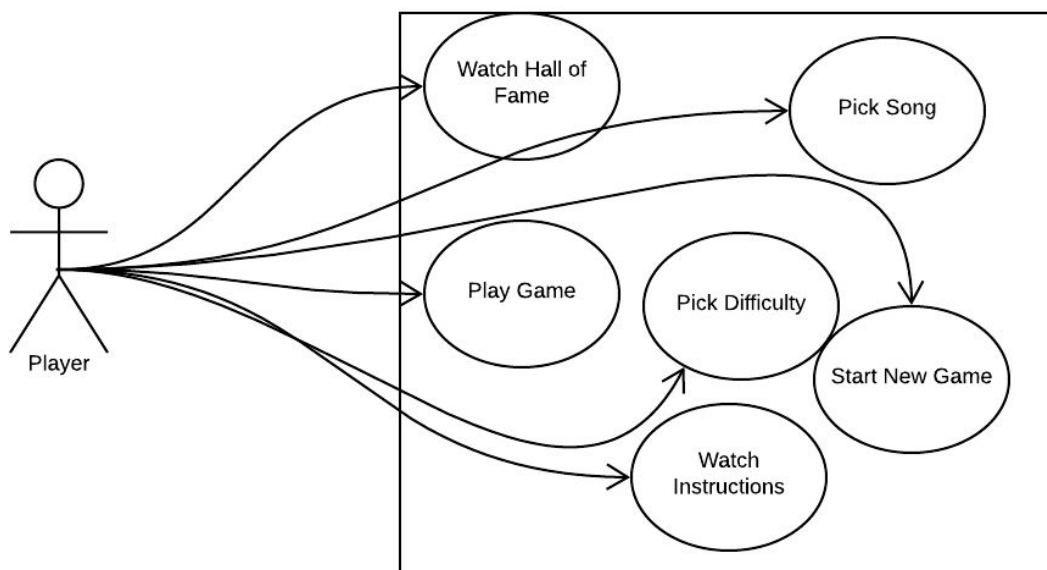 Watch Hall of
Fame
Pick Song
Play Game
Pick Difficulty
Player
Start New Game
Watch
Instructions